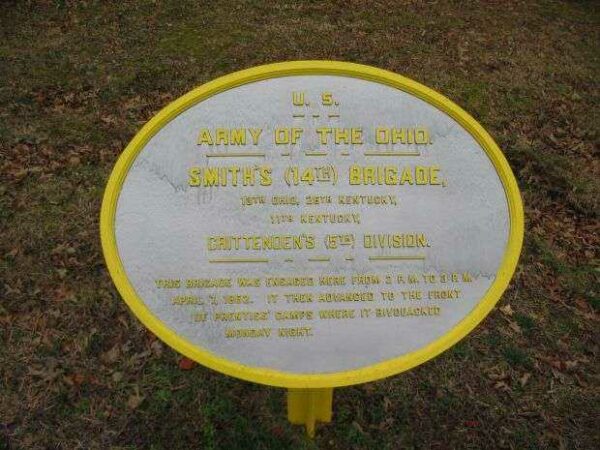 U. S.
ARMY OF THE OHIO.
SMITH'S (14TH) BRIGADE,
13TH OHIO, 26TH KENTUCKY,
11TH KENTUCKY,
CRITTENDEN'S (5TH) DIVISION.
THIS BRIGADE WAS ENGAGED HERE FROM 2 P.M. TO 3 P.M.
APRIL 7, 1862. IT THEN ADVANCED TO THE FRONT
OF PRENTISS' CAMPS WHERE IT BIVOUACKED
MONDAY NIGHT.